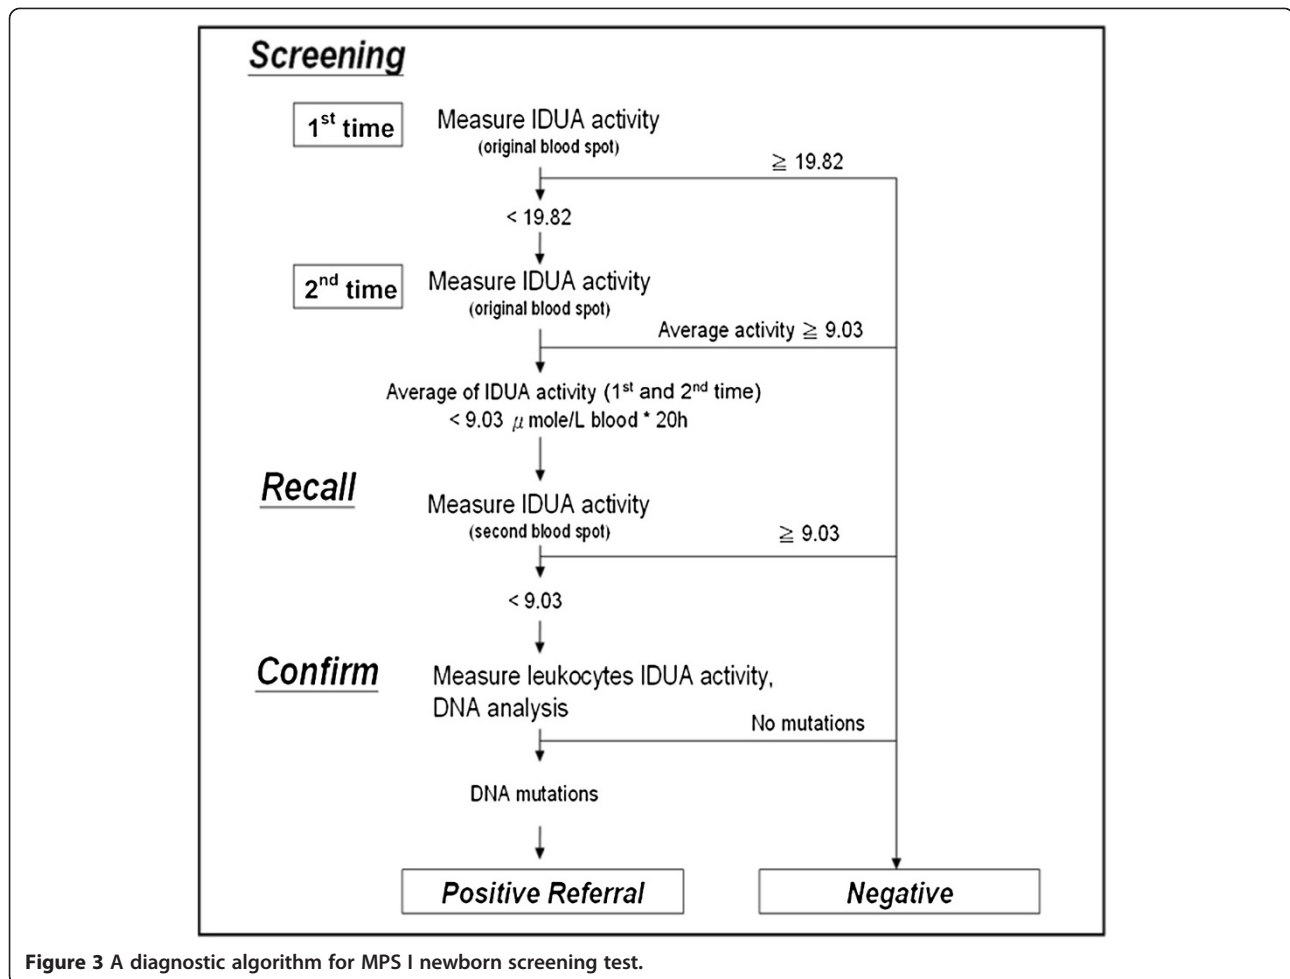 Screening
1st time
Measure IDUA activity
(original blood spot)
≧ 19.82
< 19.82
2nd time
Measure IDUA activity
(original blood spot)
Average activity ≧ 9.03
Average of IDUA activity (1st and 2nd time)
< 9.03 μ mole/L blood * 20h
Recall
Measure IDUA activity
(second blood spot)
≧ 9.03
< 9.03
Confirm
Measure leukocytes IDUA activity,
DNA analysis
No mutations
DNA mutations
Positive Referral
Negative
Figure 3 A diagnostic algorithm for MPS I newborn screening test.